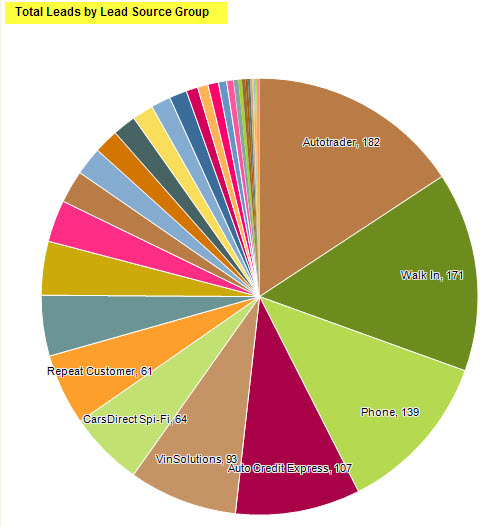 Total Leads by Lead Source Group
Autotrader, 182
Walk In, 171
Phone, 139
Auto Credit Express, 107
VinSolutions, 93
CarsDirect Spi-Fi, 64
Repeat Customer, 61